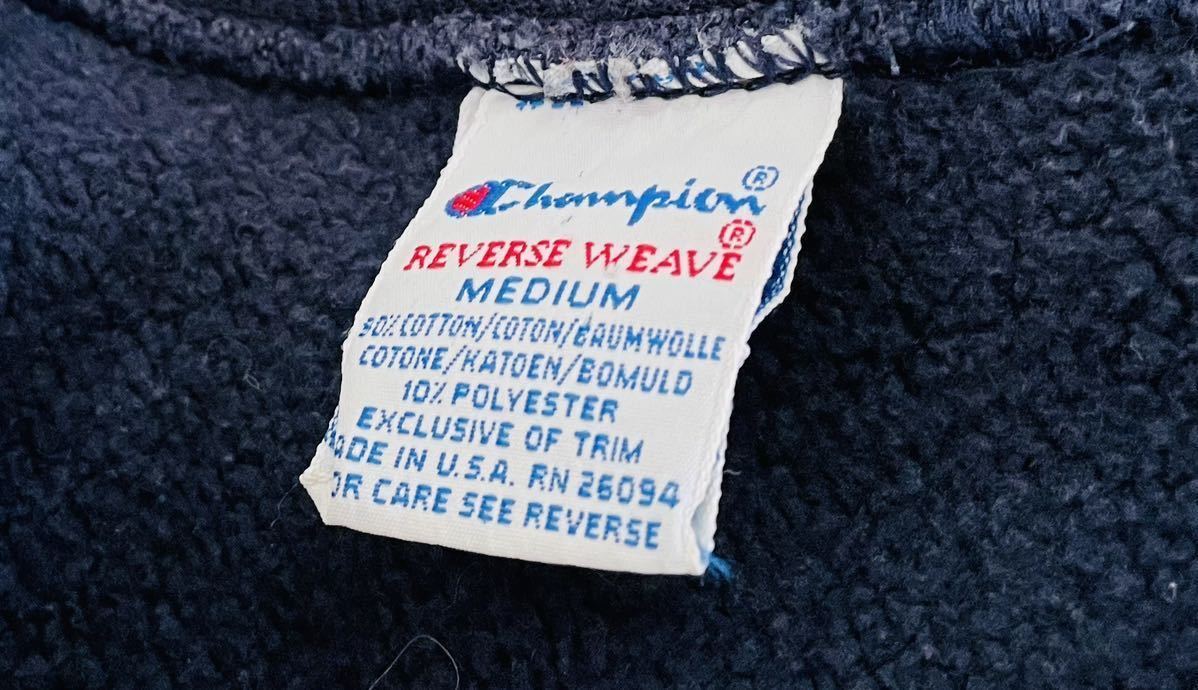 Champion®
REVERSE WEAVE®
MEDIUM
90% COTTON/COTON/BAUMWOLLE
COTONE/KATOEN/BOMULD
10% POLYESTER
EXCLUSIVE OF TRIM
MADE IN U.S.A. RN 26094
FOR CARE SEE REVERSE